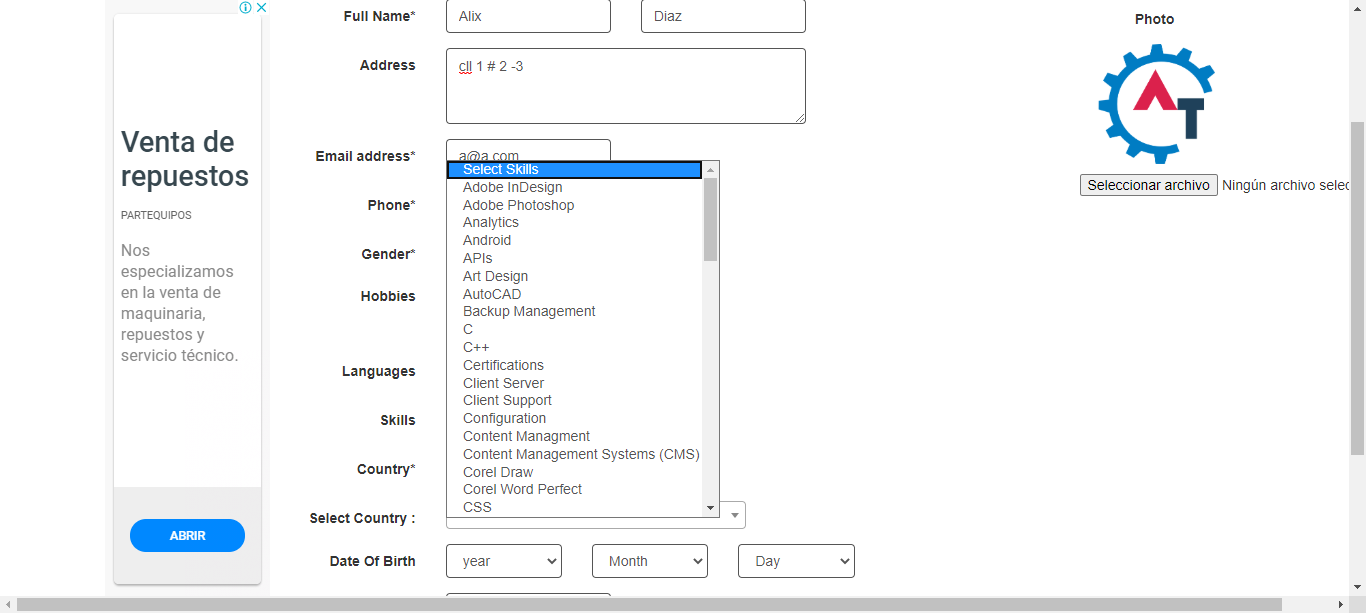 Venta de
repuestos
PARTEQUIPOS
Nos
especializamos
en la venta de
maquinaria,
repuestos y
servicio técnico.
ABRIR
Full Name*
Alix
Diaz
Address
cll 1 # 2 -3
Email address*
a@a.com
Phone*
Gender*
Hobbies
Languages
Skills
Country*
Select Country :
Select Skills
Adobe InDesign
Adobe Photoshop
Analytics
Android
APIs
Art Design
AutoCAD
Backup Management
C
C++
Certifications
Client Server
Client Support
Configuration
Content Managment
Content Management Systems (CMS)
Corel Draw
Corel Word Perfect
CSS
Date Of Birth
year
Month
Day
Photo
AT
Seleccionar archivo Ningún archivo selec